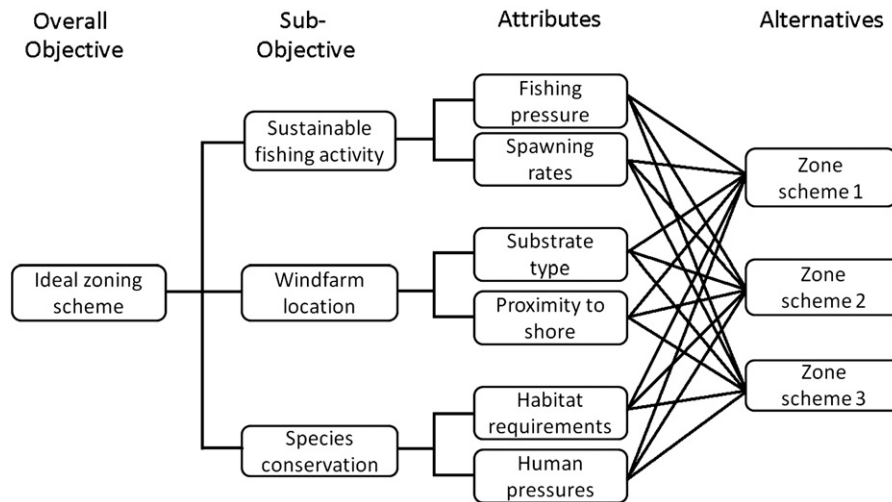 Overall
Objective
Sub-
Objective
Attributes
Alternatives
Fishing
pressure
Sustainable
fishing activity
Spawning
rates
Zone
scheme 1
Substrate
type
Ideal zoning
scheme
Windfarm
location
Zone
scheme 2
Proximity to
shore
Zone
scheme 3
Habitat
requirements
Species
conservation
Human
pressures